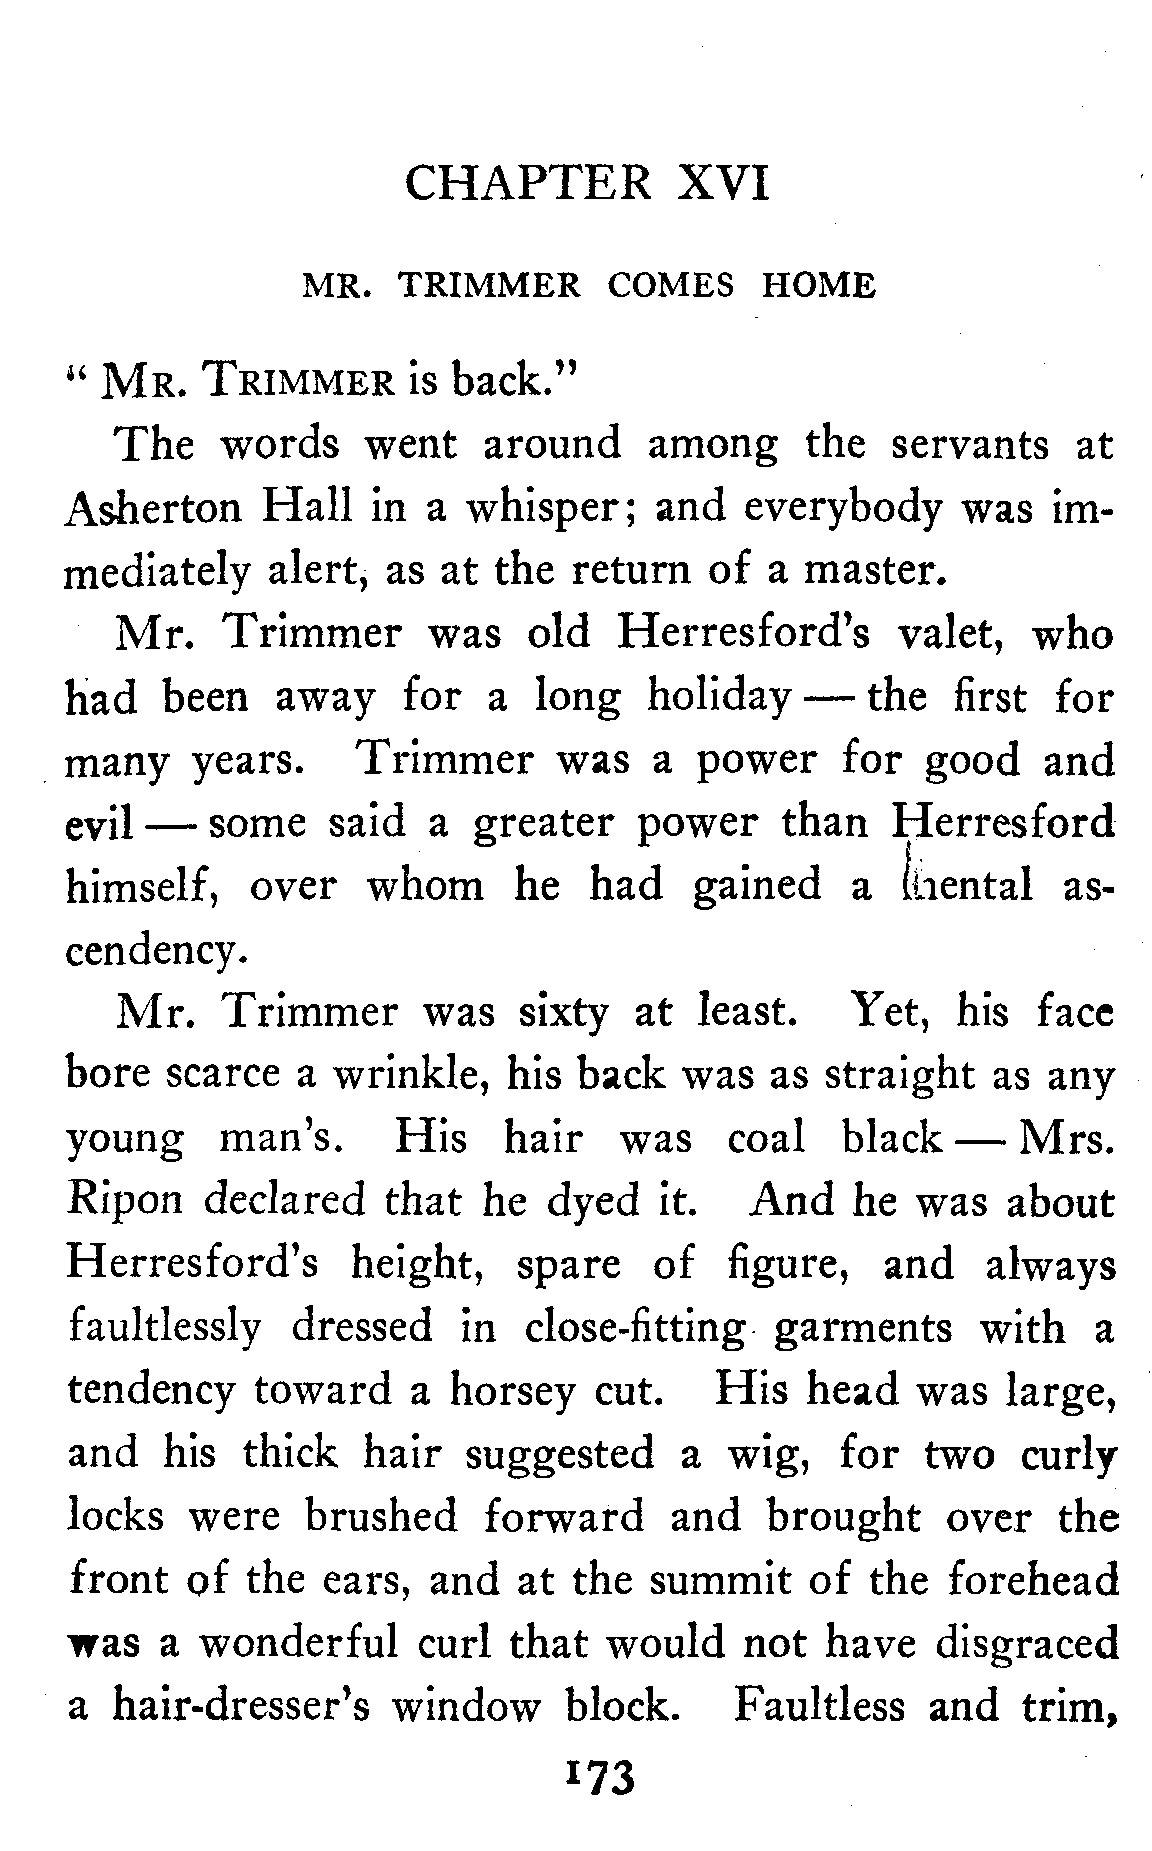 CHAPTER XVI
MR. TRIMMER COMES HOME
" MR. TRIMMER is back."
The words went around among the servants at
Asherton Hall in a whisper; and everybody was im-
mediately alert, as at the return of a master.
Mr. Trimmer was old Herresford's valet, who
had been away for a long holiday — the first for
many years. Trimmer was a power for good and
evil — some said a greater power than Herresford
himself, over whom he had gained a mental as-
cendency.
Mr. Trimmer was sixty at least. Yet, his face
bore scarce a wrinkle, his back was as straight as any
young man's. His hair was coal black — Mrs.
Ripon declared that he dyed it. And he was about
Herresford's height, spare of figure, and always
faultlessly dressed in close-fitting garments with a
tendency toward a horsey cut. His head was large,
and his thick hair suggested a wig, for two curly
locks were brushed forward and brought over the
front of the ears, and at the summit of the forehead
was a wonderful curl that would not have disgraced
a hair-dresser's window block. Faultless and trim,
173